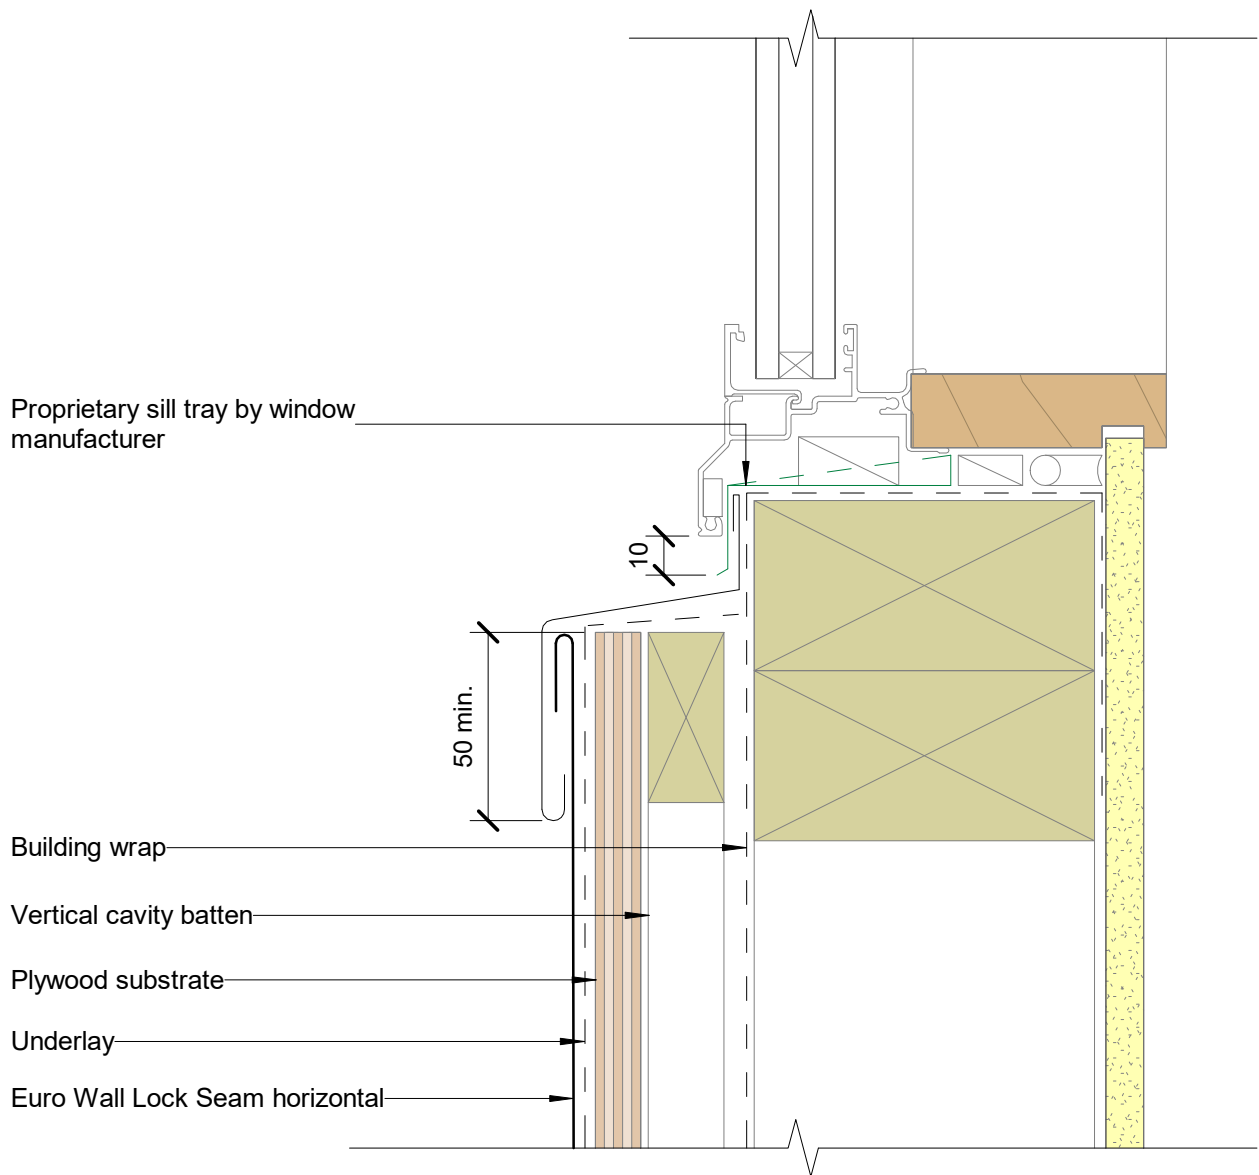 Proprietary sill tray by window
manufacturer
10
50 min.
Building wrap
Vertical cavity batten
Plywood substrate
Underlay
Euro Wall Lock Seam horizontal